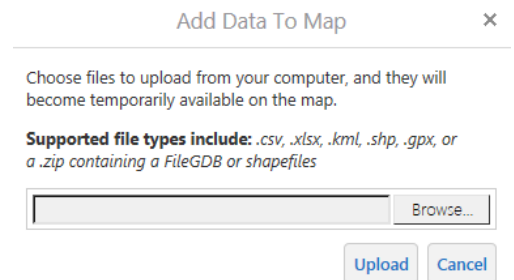 Add Data To Map ×
Choose files to upload from your computer, and they will
become temporarily available on the map.
Supported file types include: .csv, .xlsx, .kml, .shp, .gpx, or
a .zip containing a FileGDB or shapefiles
Browse...
Upload Cancel